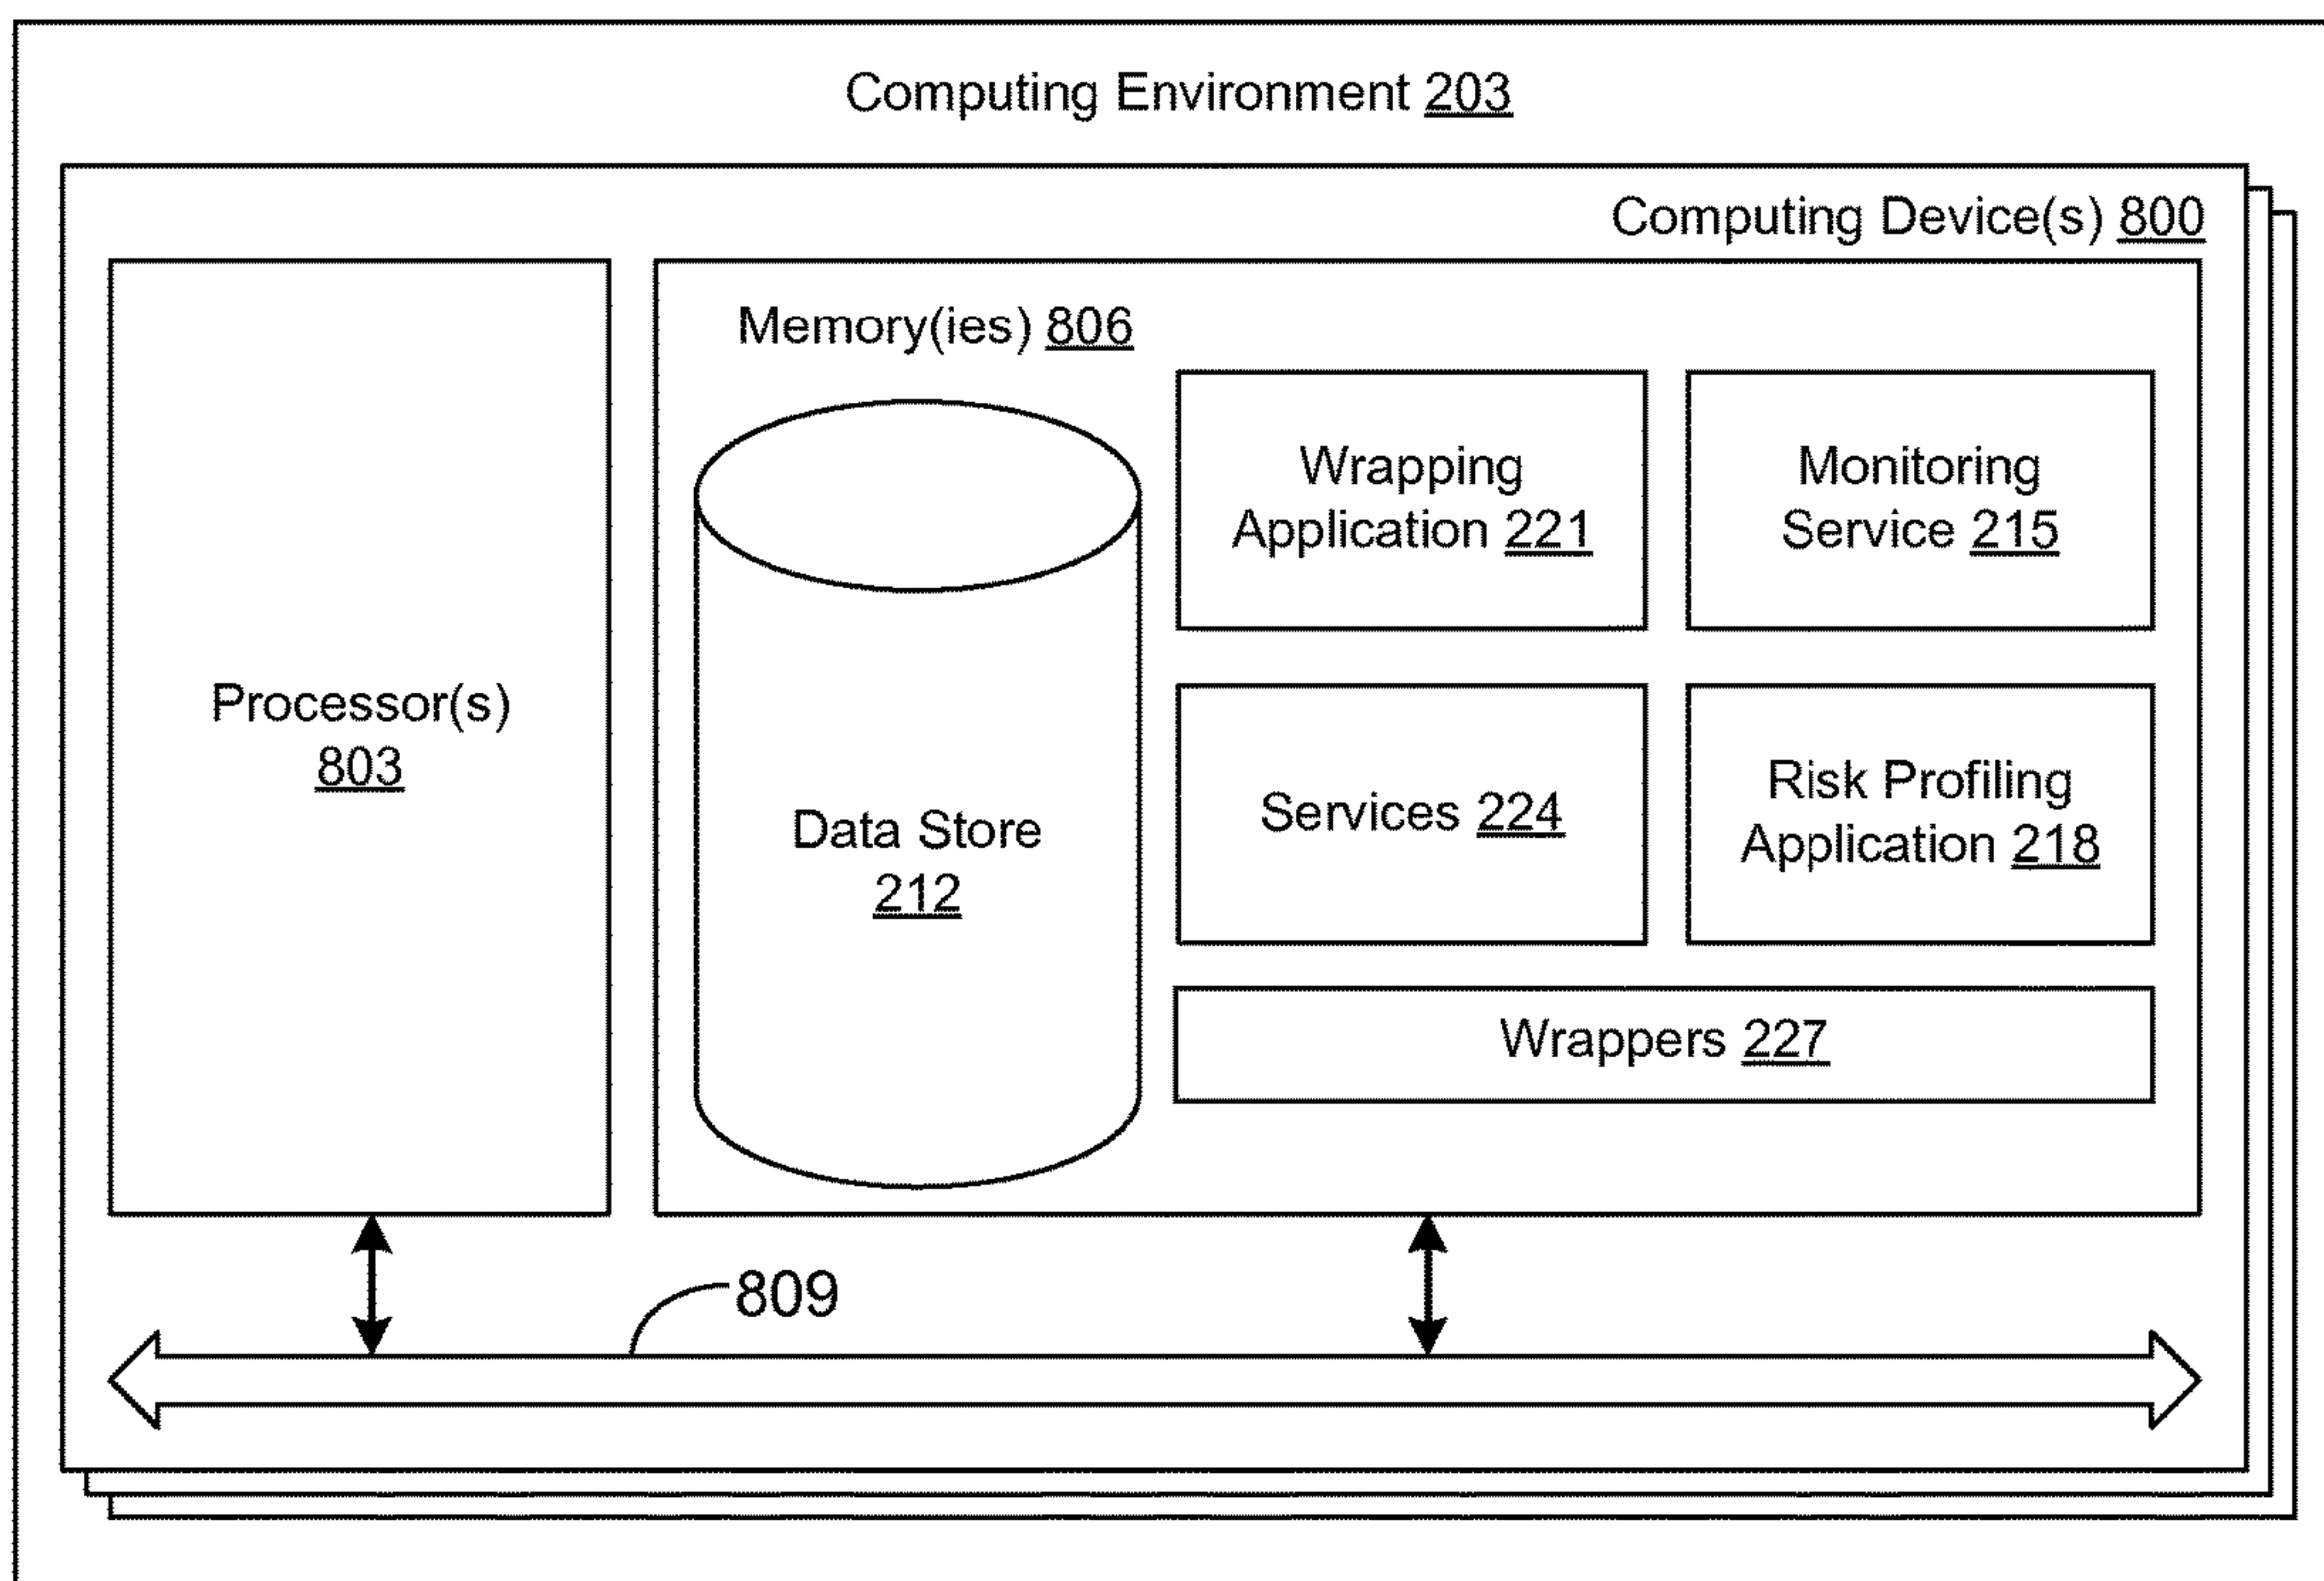 Computing Environment 203
Computing Device(s) 800
Memory(ies) 806
Wrapping
Application 221
Monitoring
Service 215
Processor(s)
803
Data Store
212
Services 224
Risk Profiling
Application 218
Wrappers 227
809